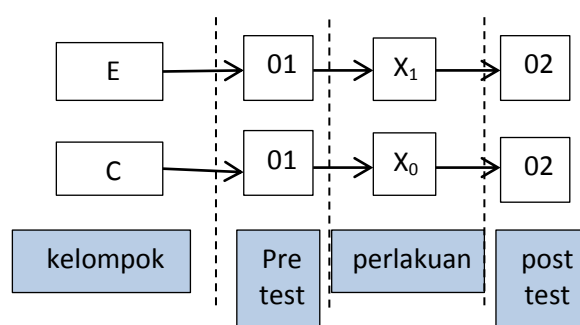 E 01 X₁ 02
C 01 X₀ 02
kelompok Pre test perlakuan post test